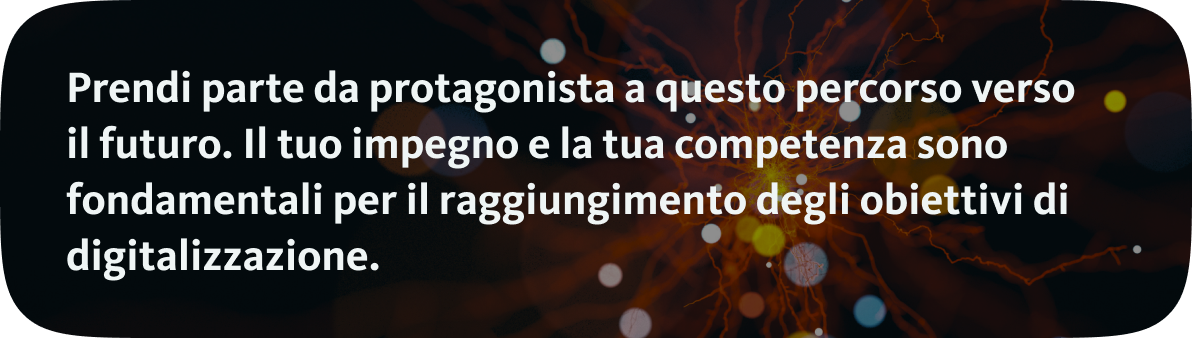 Prendi parte da protagonista a questo percorso verso
il futuro. Il tuo impegno e la tua competenza sono
fondamentali per il raggiungimento degli obiettivi di
digitalizzazione.